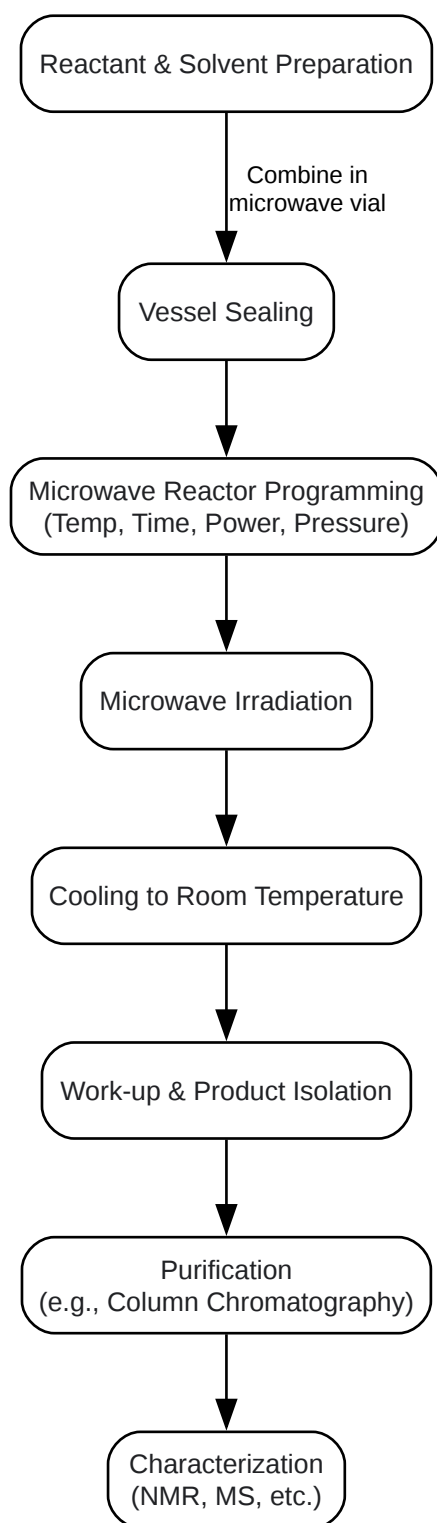 Reactant & Solvent Preparation
Combine in
microwave vial
Vessel Sealing
Microwave Reactor Programming
(Temp, Time, Power, Pressure)
Microwave Irradiation
Cooling to Room Temperature
Work-up & Product Isolation
Purification
(e.g., Column Chromatography)
Characterization
(NMR, MS, etc.)